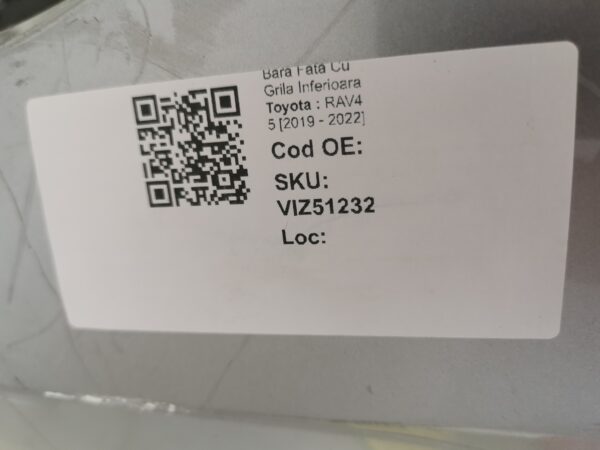 Bara Fata Cu
Grila Inferioara
Toyota : RAV4
5 [2019 - 2022]
Cod OE:
SKU:
VIZ51232
Loc: